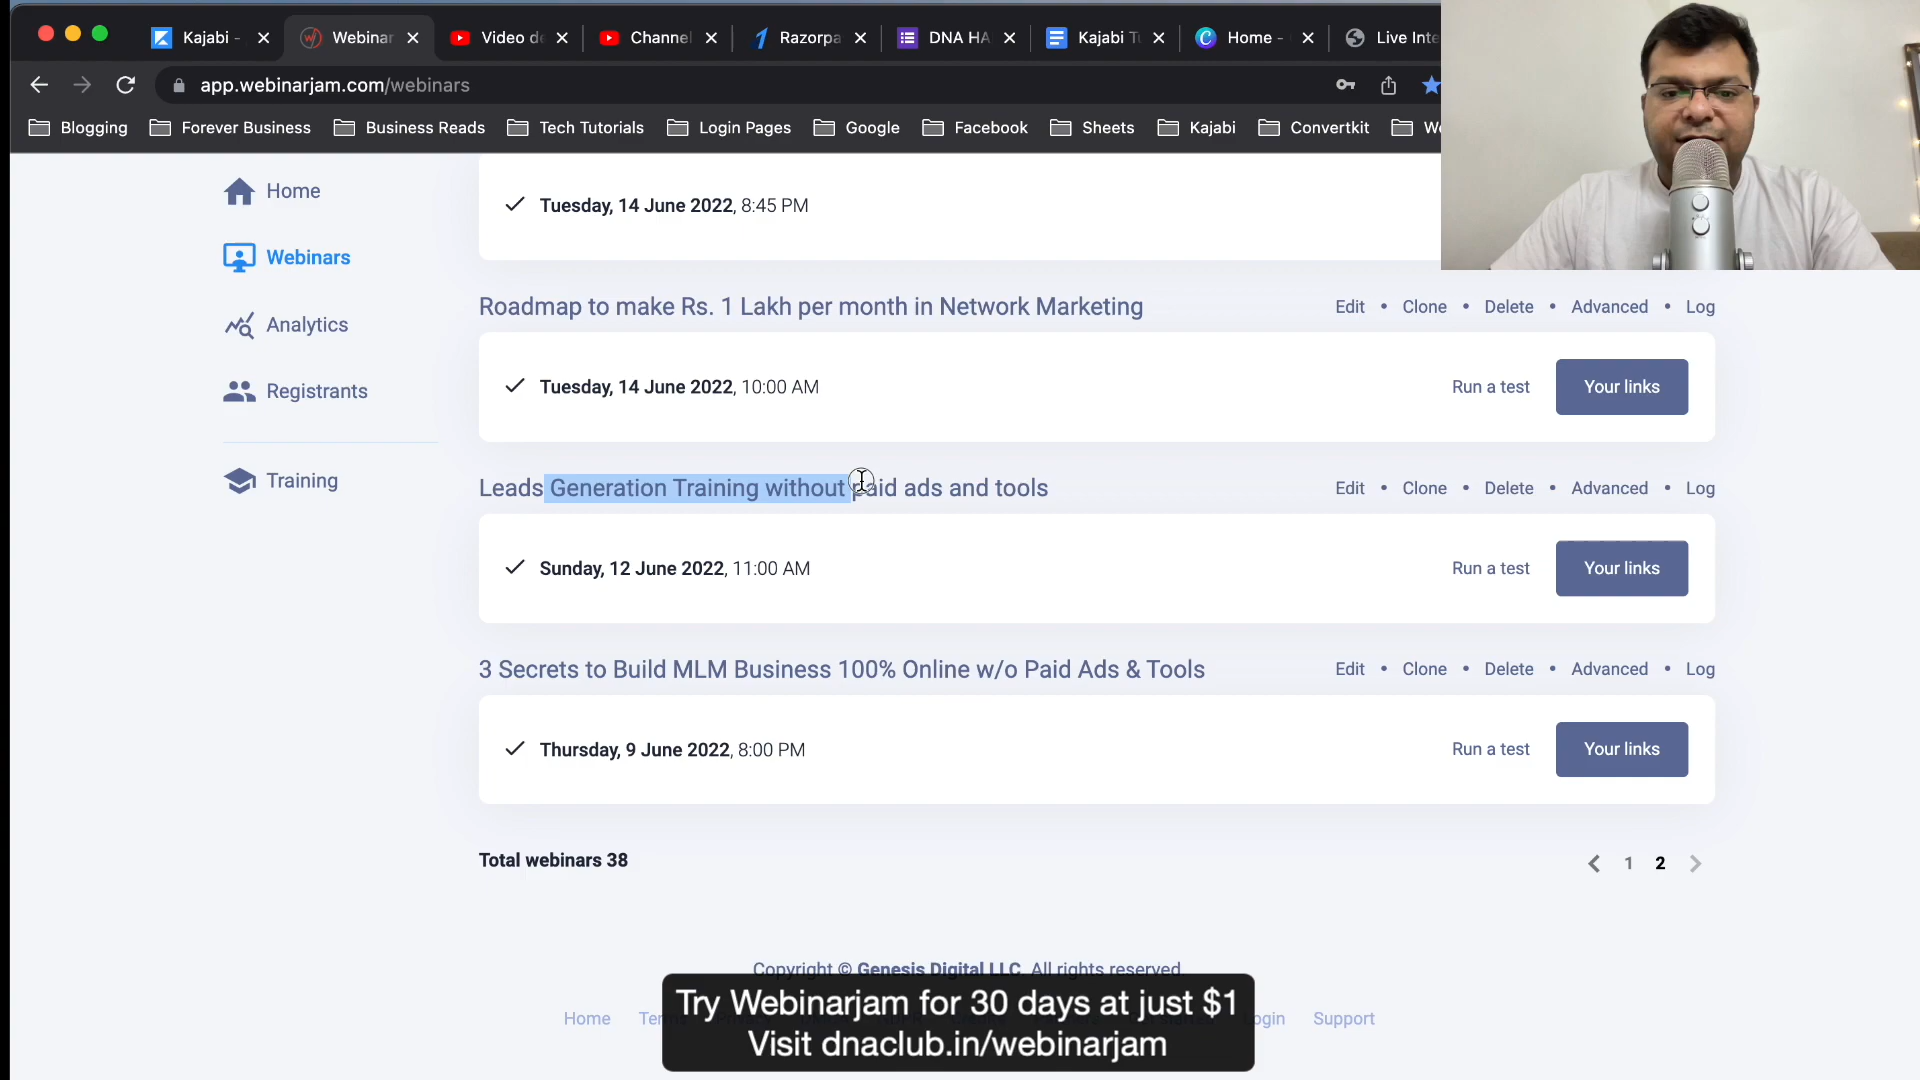 Kajabi -
Webinar
Video de
Channel
Razorpa
DNA HA
Kajabi Tu
Home -
Live Inte
app.webinarjam.com/webinars
Blogging
Forever Business
Business Reads
Tech Tutorials
Login Pages
Google
Facebook
Sheets
Kajabi
Convertkit
Home
Webinars
Analytics
Registrants
Training
Tuesday, 14 June 2022, 8:45 PM
Roadmap to make Rs. 1 Lakh per month in Network Marketing
Edit • Clone • Delete • Advanced • Log
Tuesday, 14 June 2022, 10:00 AM
Run a test
Your links
Leads Generation Training without paid ads and tools
Edit • Clone • Delete • Advanced • Log
Sunday, 12 June 2022, 11:00 AM
Run a test
Your links
3 Secrets to Build MLM Business 100% Online w/o Paid Ads & Tools
Edit • Clone • Delete • Advanced • Log
Thursday, 9 June 2022, 8:00 PM
Run a test
Your links
Total webinars 38
1 2
Copyright © Genesis Digital LLC. All rights reserved.
Home
Support
Try Webinarjam for 30 days at just $1
Visit dnaclub.in/webinarjam